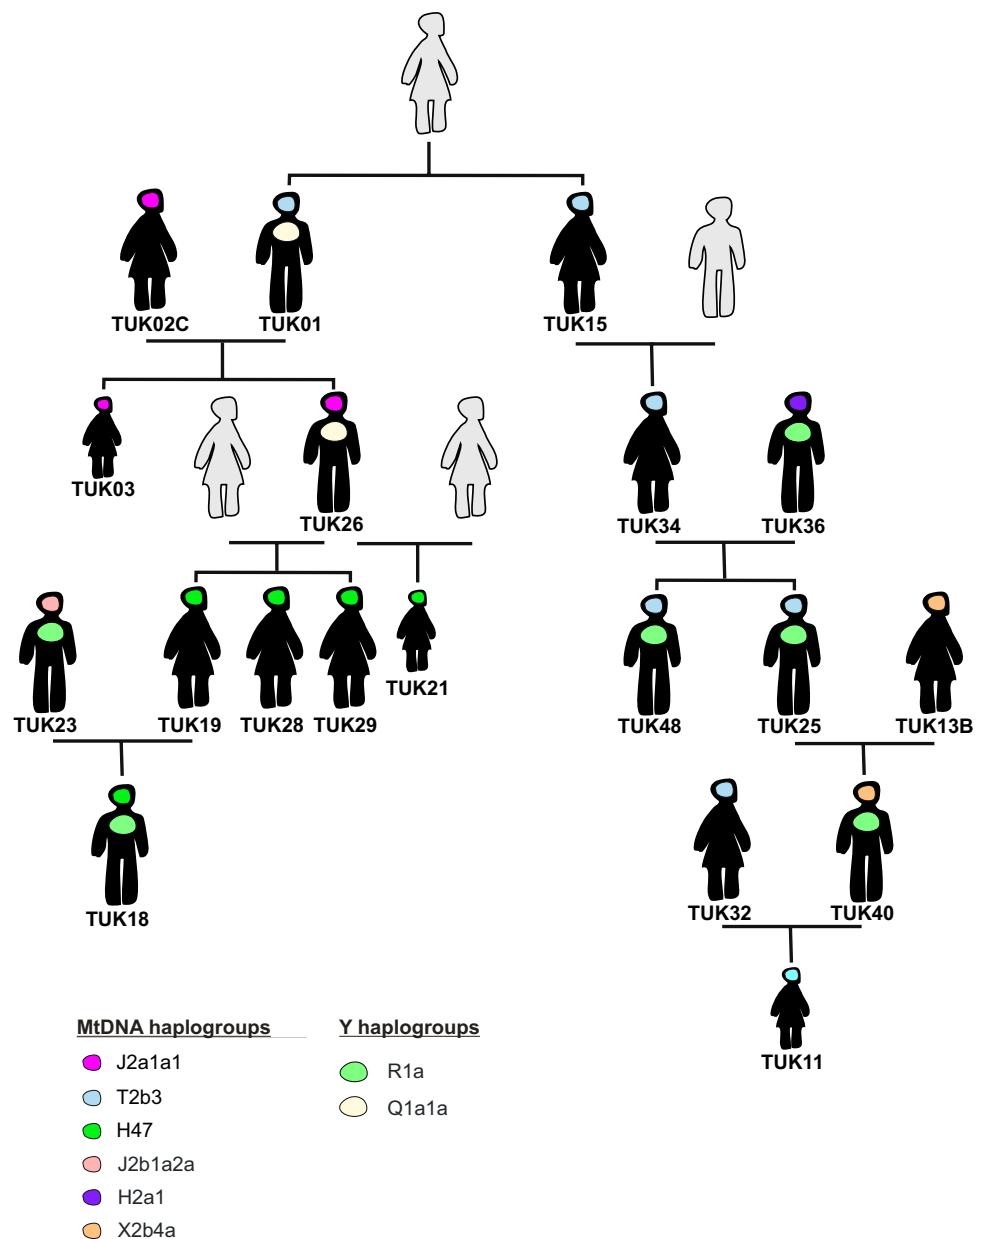 TUK02C
TUK01
TUK15
TUK03
TUK26
TUK34
TUK36
TUK23
TUK19
TUK28
TUK29
TUK21
TUK48
TUK25
TUK13B
TUK18
TUK32
TUK40
TUK11
MtDNA haplogroups
J2a1a1
T2b3
H47
J2b1a2a
H2a1
X2b4a
Y haplogroups
R1a
Q1a1a